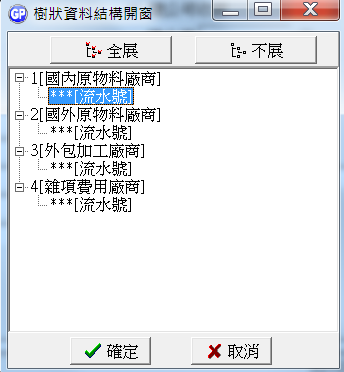 GP 樹狀資料結構開窗
全展 不展
1[國內原物料廠商]
***[流水號]
2[國外原物料廠商]
***[流水號]
3[外包加工廠商]
***[流水號]
4[雜項費用廠商]
***[流水號]
確定 取消